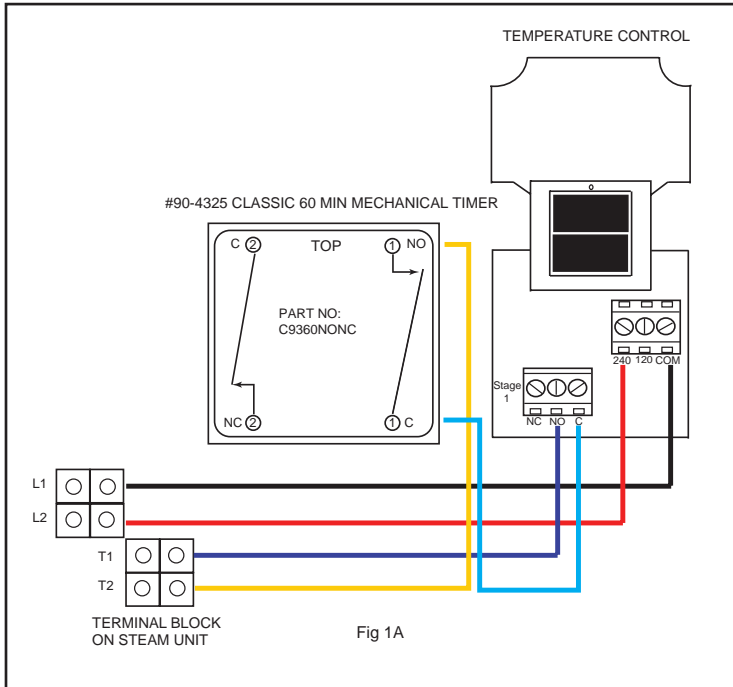 TEMPERATURE CONTROL
#90-4325 CLASSIC 60 MIN MECHANICAL TIMER
C 2 TOP 1 NO
PART NO:
C9360NONC
NC 2 1 C
240 120 COM
Stage
1
NC NO C
L1
L2
T1
T2
TERMINAL BLOCK
ON STEAM UNIT
Fig 1A